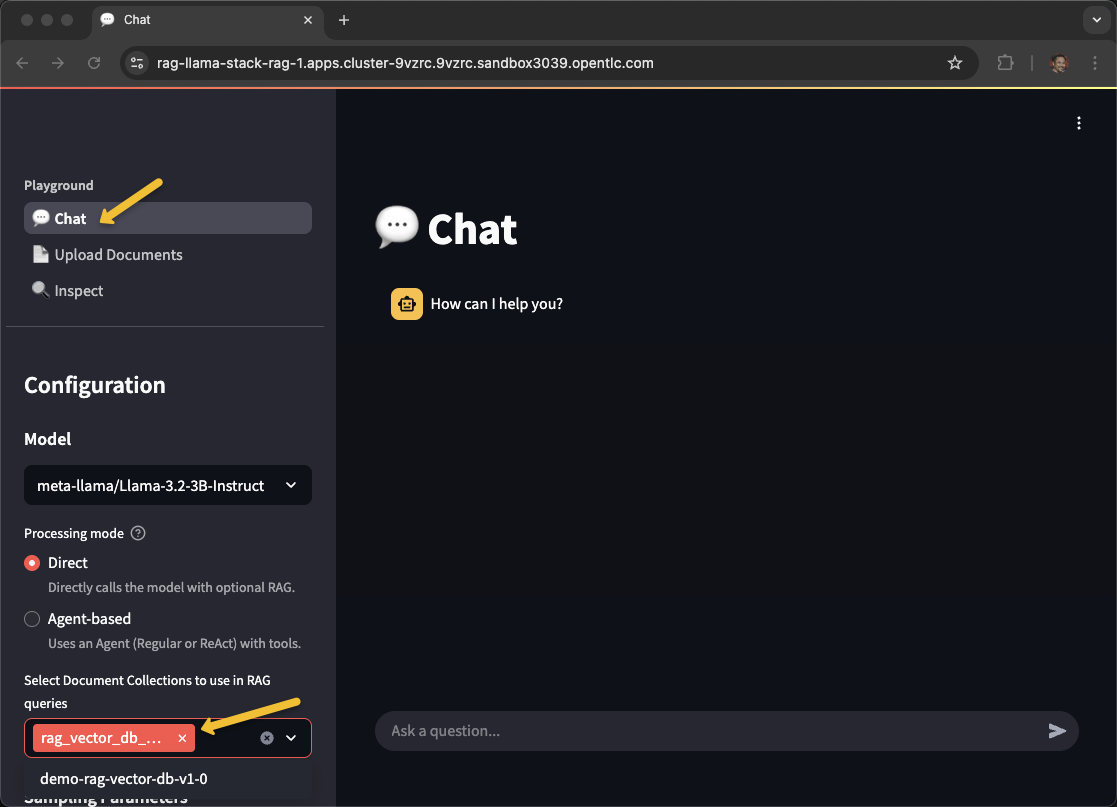 Chat
rag-llama-stack-rag-1.apps.cluster-9vzrc.9vzrc.sandbox3039.opentlc.com
Playground
Chat
Upload Documents
Inspect
Configuration
Model
meta-llama/Llama-3.2-3B-Instruct
Processing mode
Direct
Directly calls the model with optional RAG.
Agent-based
Uses an Agent (Regular or ReAct) with tools.
Select Document Collections to use in RAG
queries
rag_vector_db_...
demo-rag-vector-db-v1-0
Sampling Parameters
Chat
How can I help you?
Ask a question...